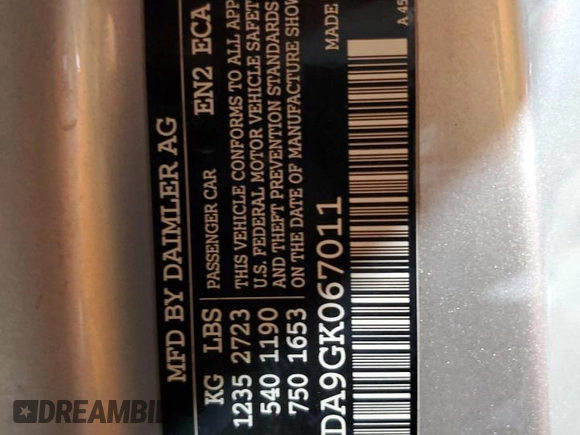 MFD BY DAIMLER AG
KG LBS PASSENGER CAR EN2 ECA
1235 2723 THIS VEHICLE CONFORMS TO ALL APP
540 1190 U.S. FEDERAL MOTOR VEHICLE SAFET
750 1653 AND THEFT PREVENTION STANDARDS
ON THE DATE OF MANUFACTURE SHOW
DA9GK067011
MADE
A 45
DREAMBI